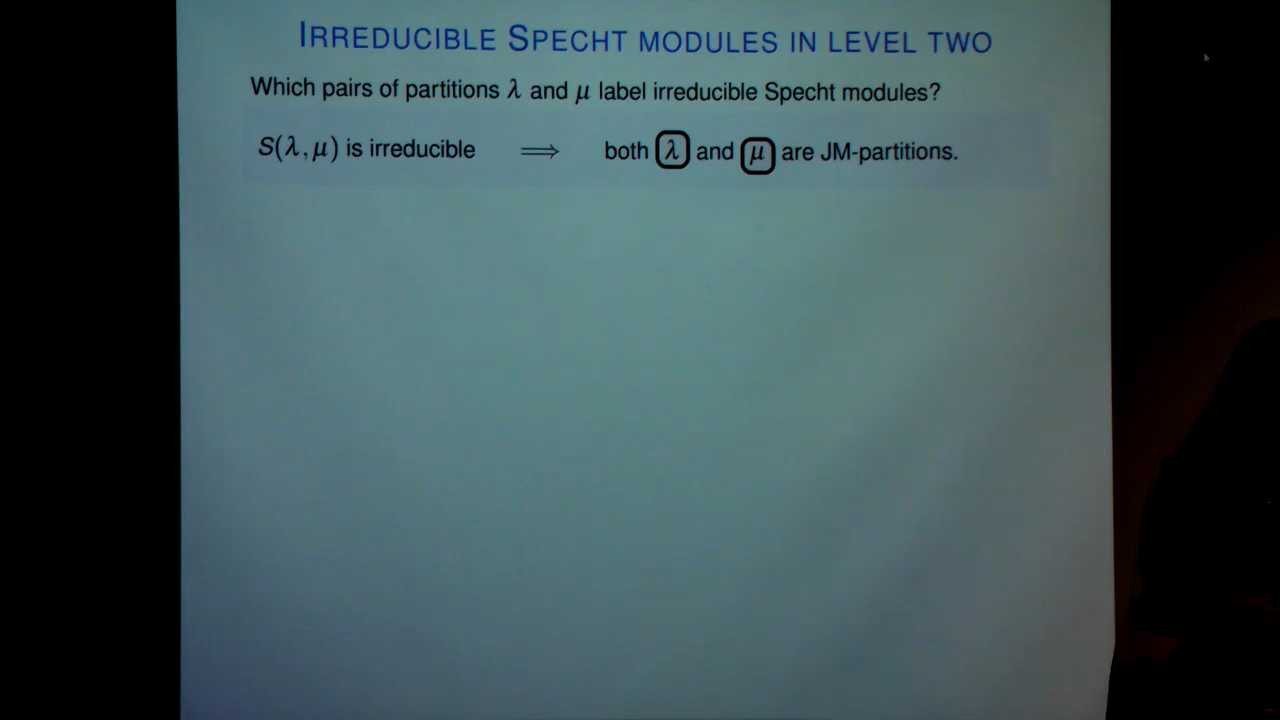 IRREDUCIBLE SPECHT MODULES IN LEVEL TWO
Which pairs of partitions λ and μ label irreducible Specht modules?
S(λ, μ) is irreducible ⟹ both λ and μ are JM-partitions.